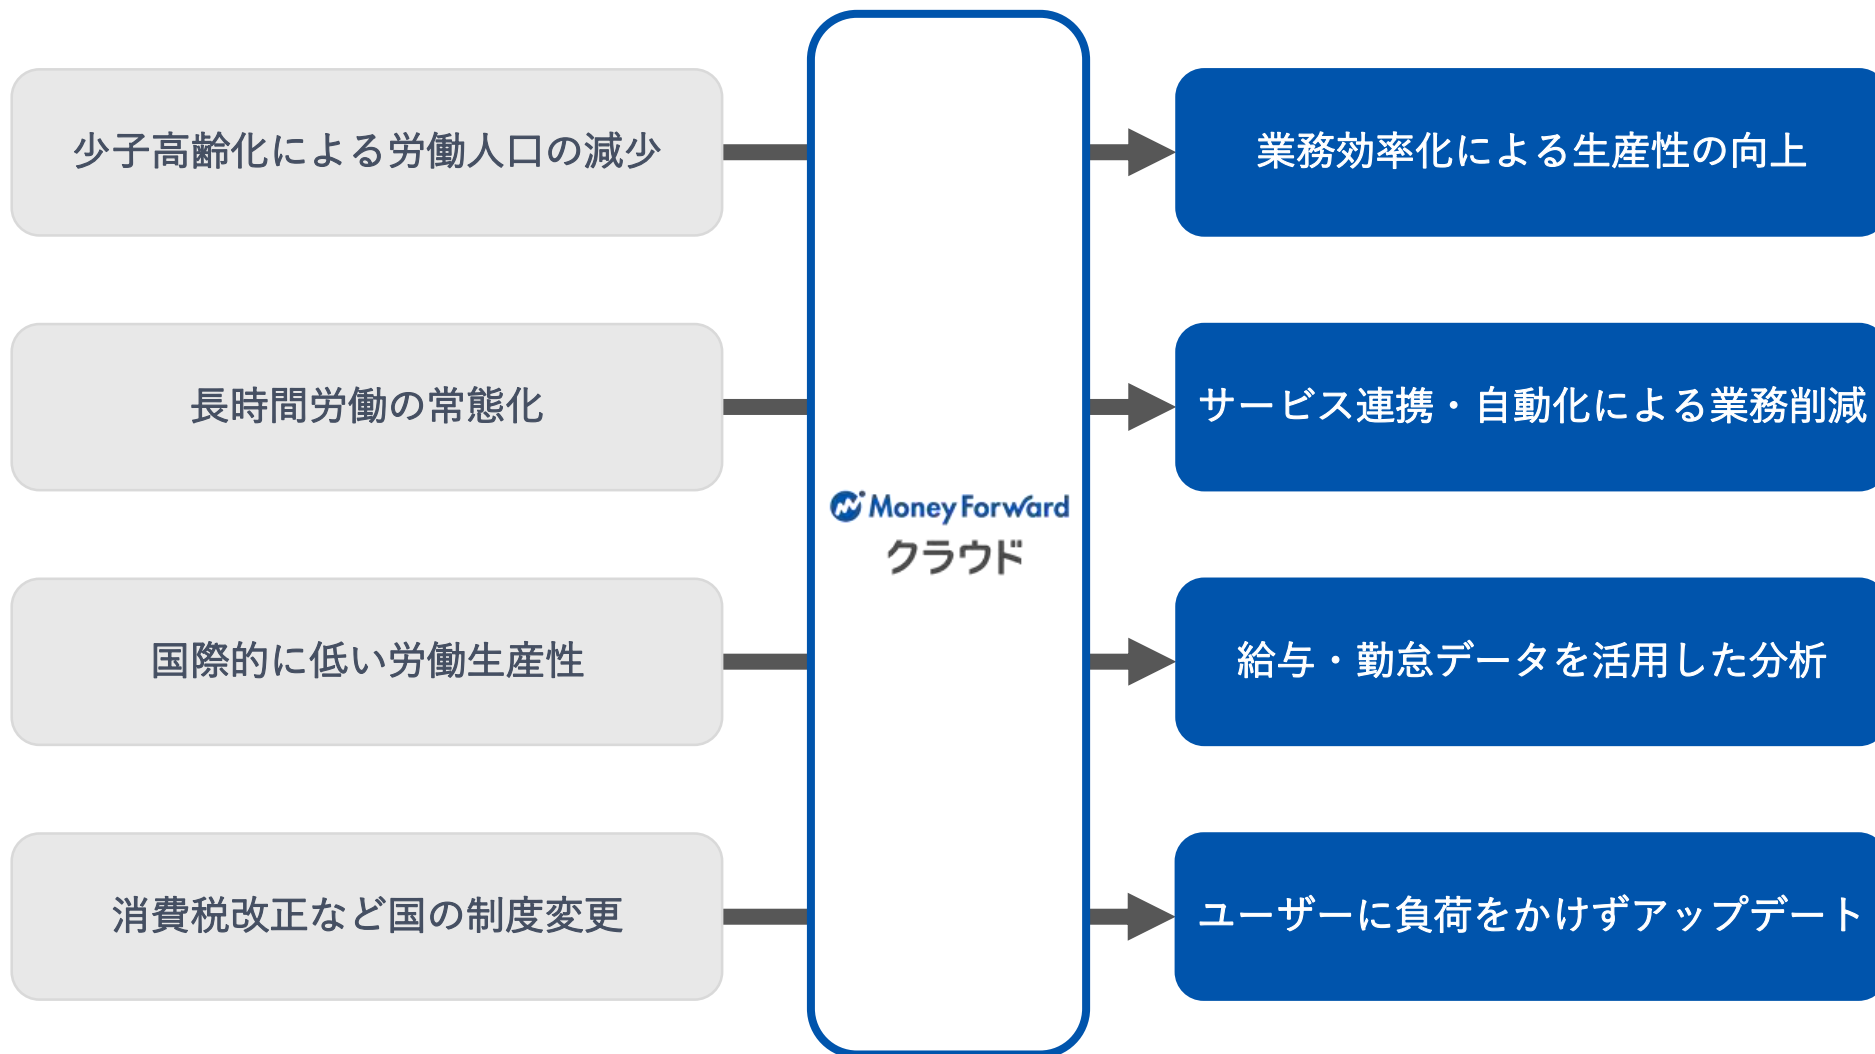 少子高齢化による労働人口の減少
業務効率化による生産性の向上
長時間労働の常態化
サービス連携・自動化による業務削減
Money Forward
クラウド
国際的に低い労働生産性
給与・勤怠データを活用した分析
消費税改正など国の制度変更
ユーザーに負荷をかけずアップデート